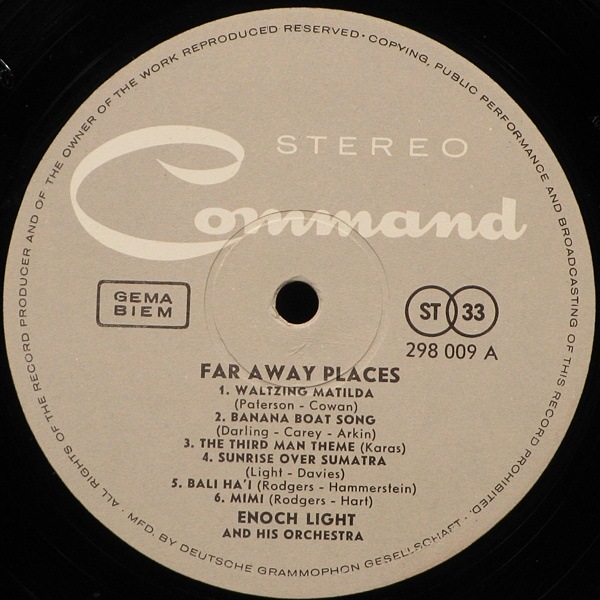 ALL RIGHTS OF THE RECORD PRODUCER AND OF THE OWNER OF THE WORK REPRODUCED RESERVED · COPYING, PUBLIC PERFORMANCE AND BROADCASTING OF THIS RECORD PROHIBITED.
STEREO
Command
GEMA
BIEM
ST 33
298 009 A
FAR AWAY PLACES
1. WALTZING MATILDA
(Paterson - Cowan)
2. BANANA BOAT SONG
(Darling - Carey - Arkin)
3. THE THIRD MAN THEME (Karas)
4. SUNRISE OVER SUMATRA
(Light - Davies)
5. BALI HA'I (Rodgers - Hammerstein)
6. MIMI (Rodgers - Hart)
ENOCH LIGHT
AND HIS ORCHESTRA
· MFD. BY DEUTSCHE GRAMMOPHON GESELLSCHAFT ·